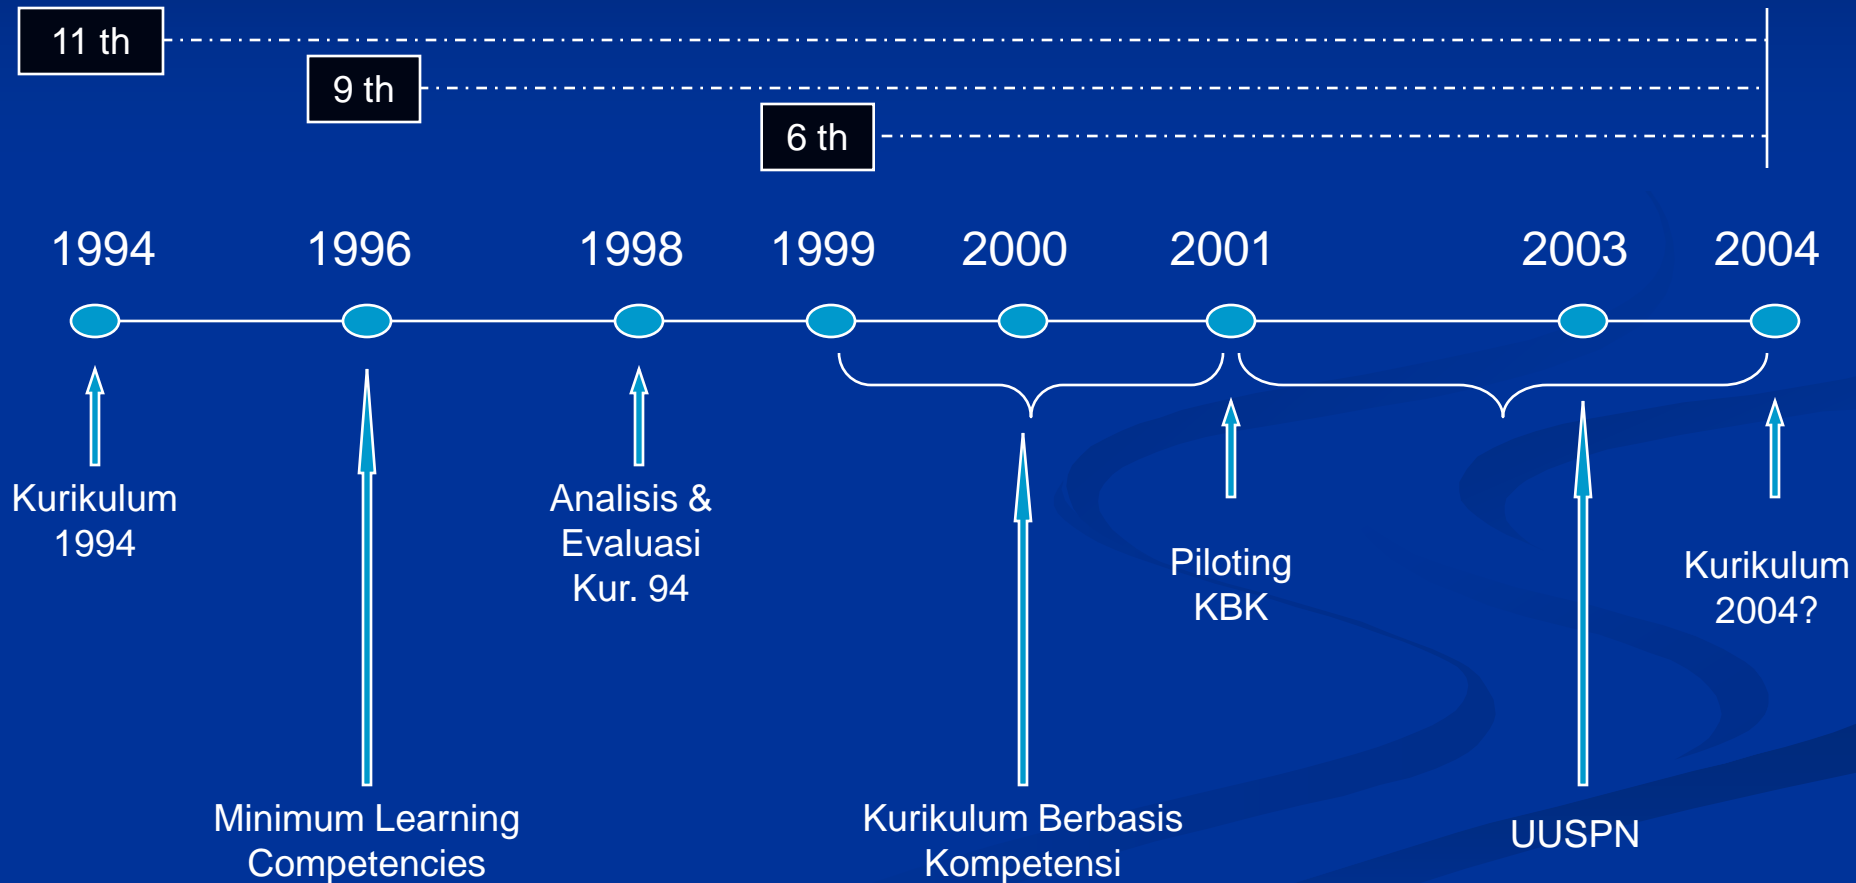 11 th
9 th
6 th
1994 1996 1998 1999 2000 2001 2003 2004
Kurikulum
1994
Analisis &
Evaluasi
Kur. 94
Piloting
KBK
Kurikulum
2004?
Minimum Learning
Competencies
Kurikulum Berbasis
Kompetensi
UUSPN